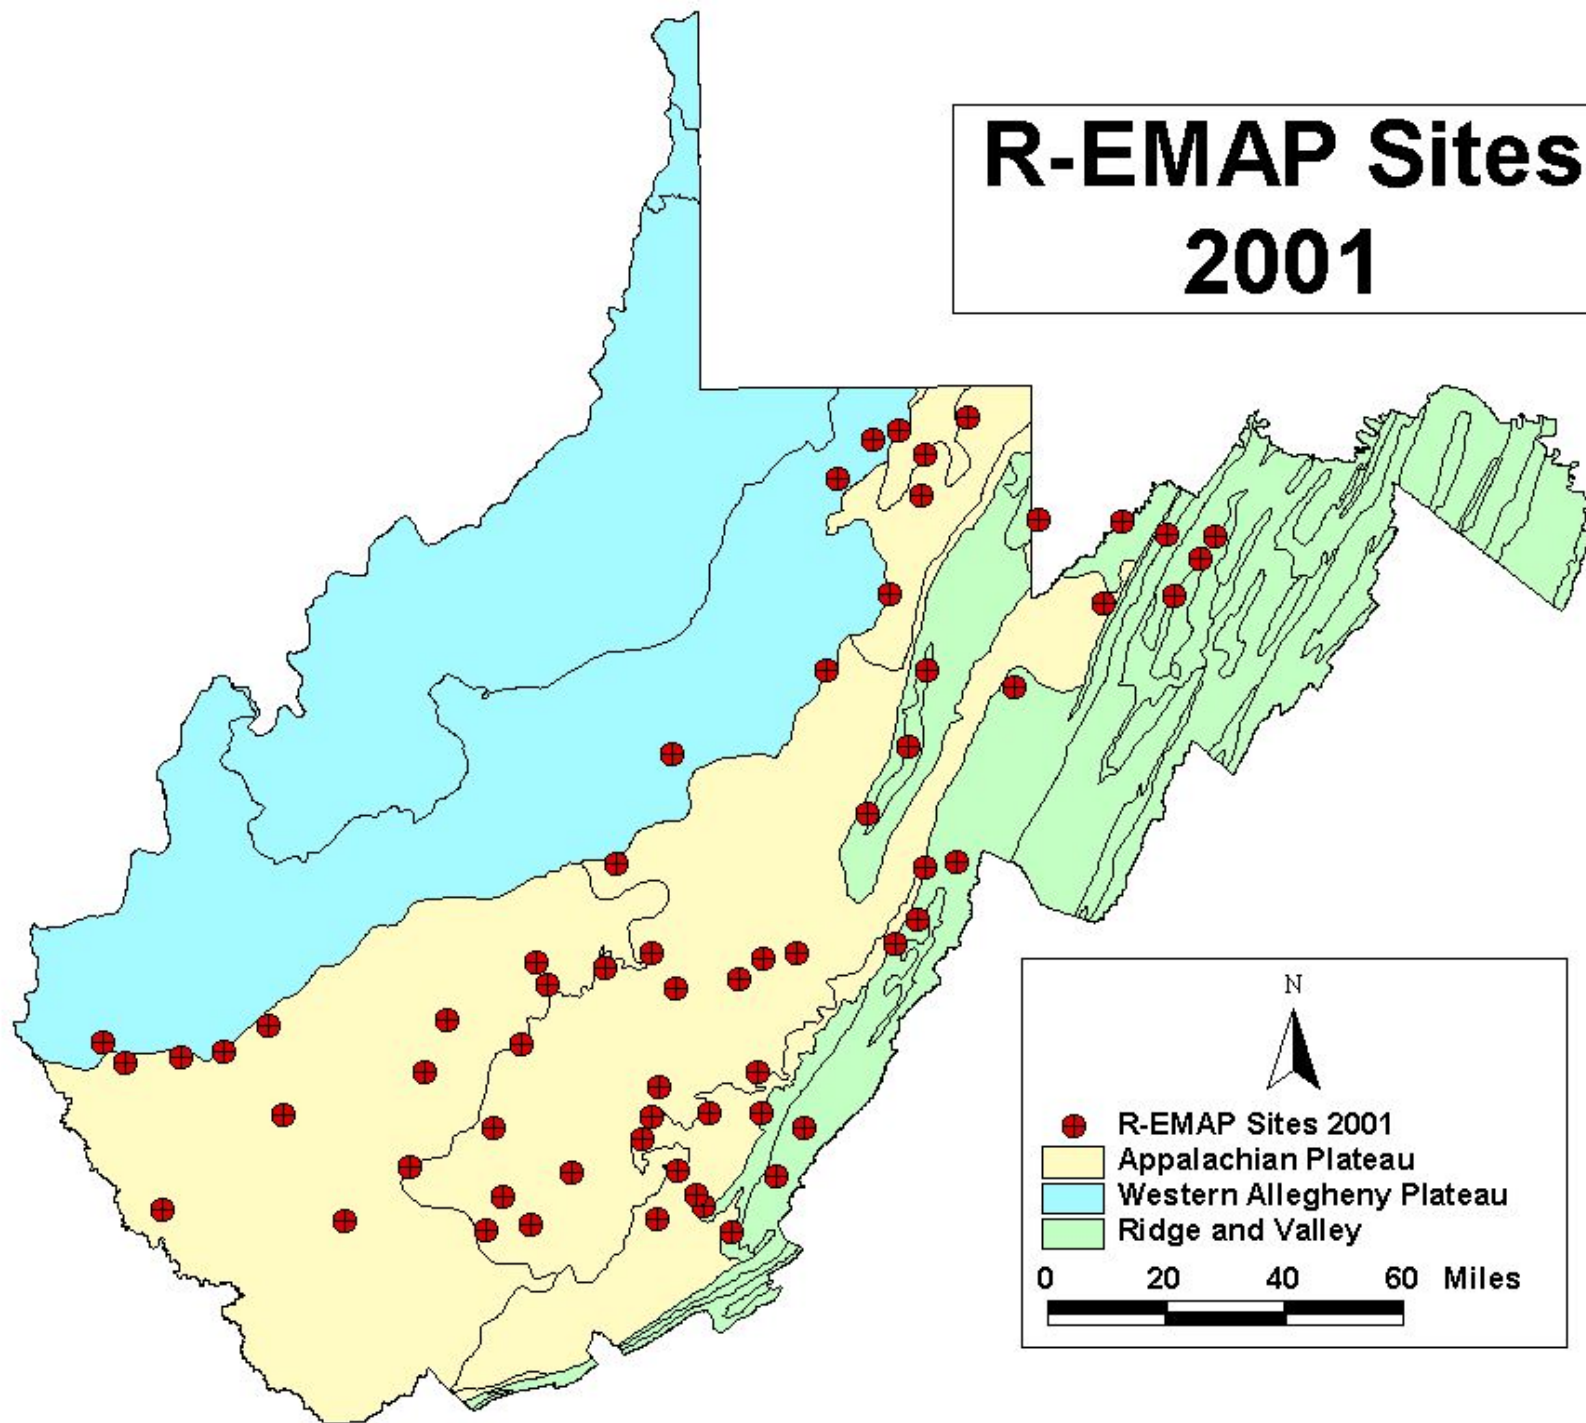 R-EMAP Sites
2001
N
R-EMAP Sites 2001
Appalachian Plateau
Western Allegheny Plateau
Ridge and Valley
0 20 40 60 Miles